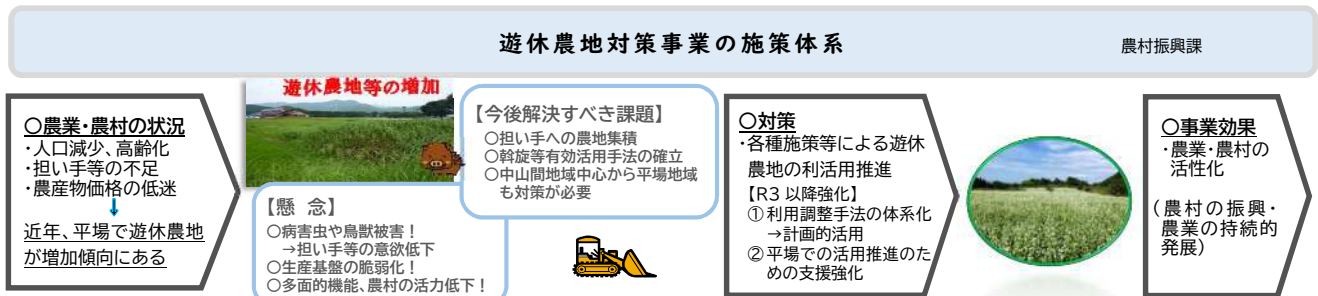 遊休農地対策事業の施策体系
農村振興課
○農業・農村の状況
・人口減少、高齢化
・担い手等の不足
・農産物価格の低迷
↓
近年、平場で遊休農地
が増加傾向にある
遊休農地等の増加
【懸 念】
○病害虫や鳥獣被害！
→担い手等の意欲低下
○生産基盤の脆弱化！
○多面的機能、農村の活力低下！
【今後解決すべき課題】
○担い手への農地集積
○斡旋等有効活用手法の確立
○中山間地域中心から平場地域
も対策が必要
○対策
・各種施策等による遊休
農地の利活用推進
【R3 以降強化】
①利用調整手法の体系化
→計画的活用
②平場での活用推進のた
めの支援強化
○事業効果
・農業・農村の
活性化
(農村の振興・
農業の持続的
発展)